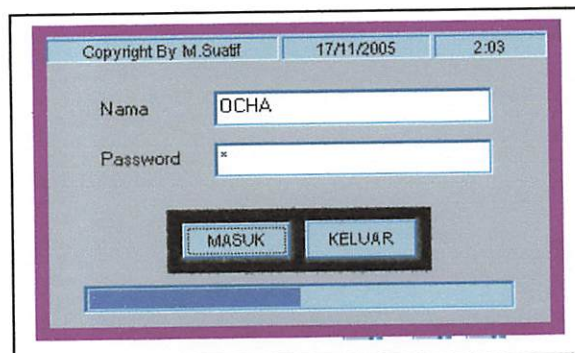 Copyright By M.Suatif 17/11/2005 2:03
Nama OCHA
Password *
MASUK KELUAR